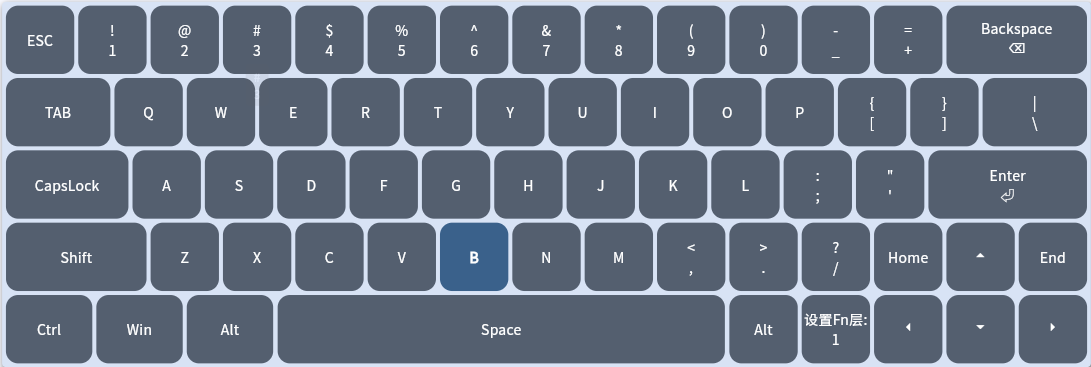 ESC ! @ # $ % ^ & * ( ) - = Backspace
1 2 3 4 5 6 7 8 9 0 _ + ⌫
TAB Q W E R T Y U I O P { } |
[ ] \
CapsLock A S D F G H J K L : " Enter
; '
Shift Z X C V B N M < > ? Home End
, . /
Ctrl Win Alt Space Alt 设置Fn层:
1